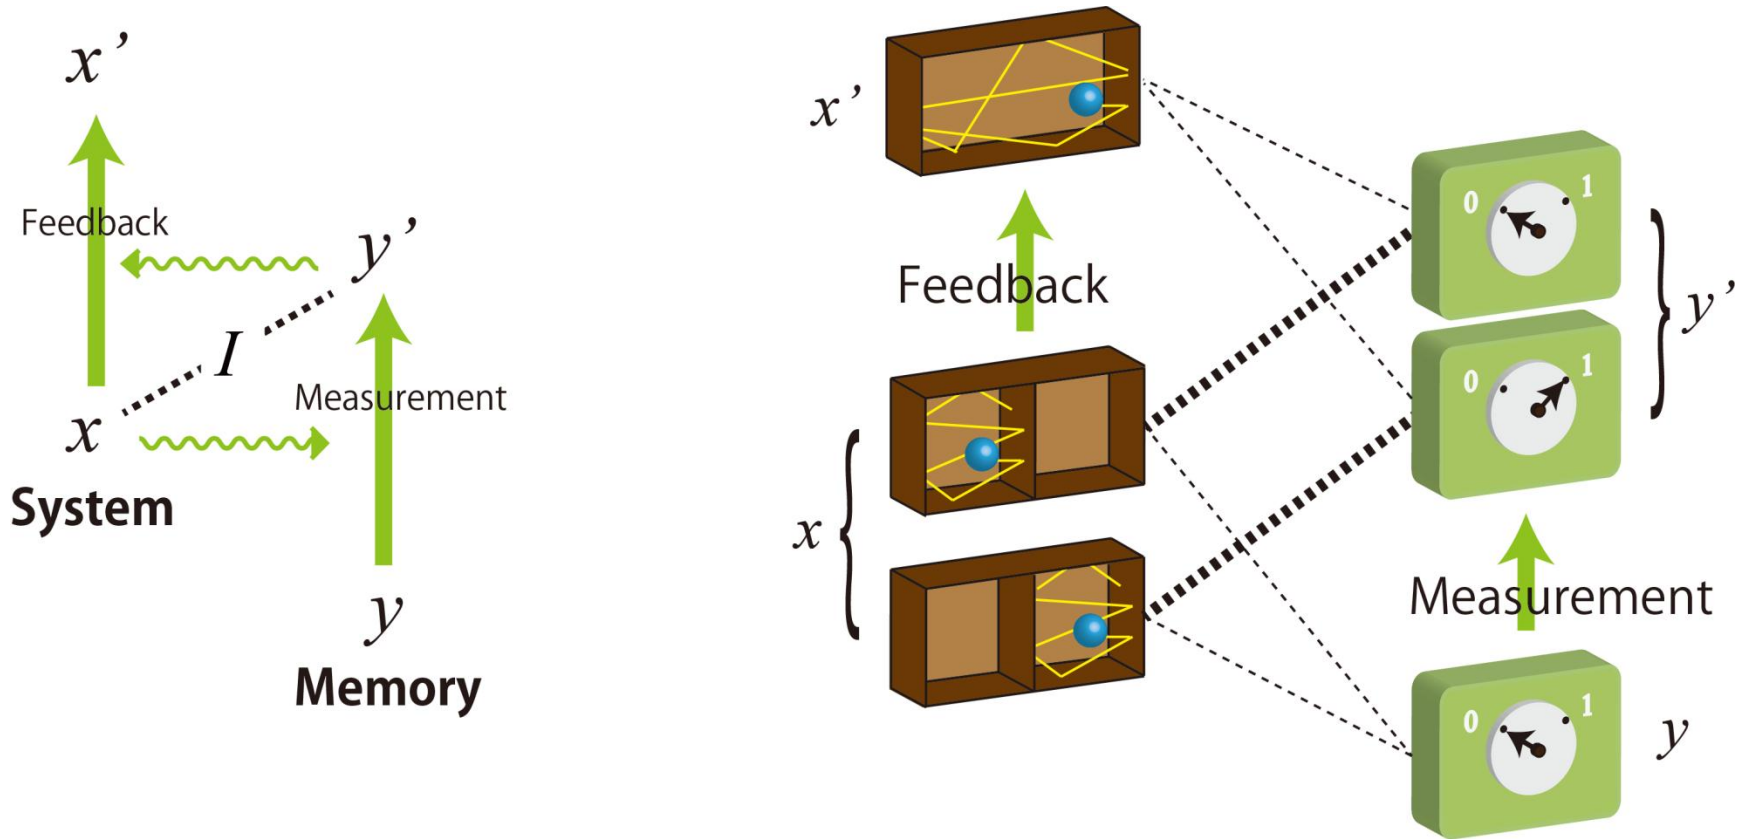 x’
Feedback
y’
I
Measurement
x
System
y
Memory
x’
Feedback
x
0 1
0 1
y’
Measurement
0 1
y